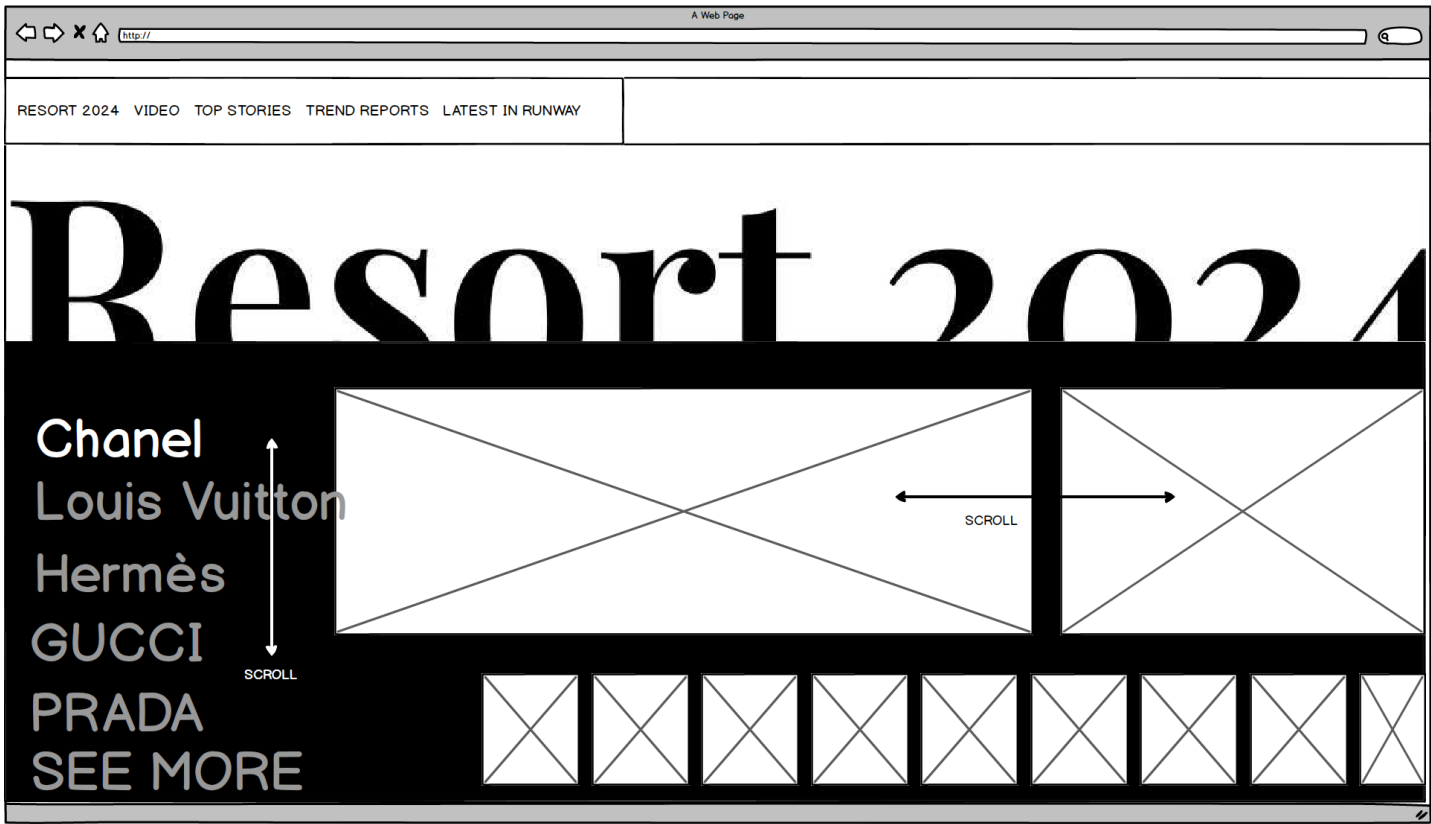 A Web Page
http://
RESORT 2024 VIDEO TOP STORIES TREND REPORTS LATEST IN RUNWAY
Resort 2024
Chanel
Louis Vuitton
SCROLL
Hermès
GUCCI
SCROLL
PRADA
SEE MORE